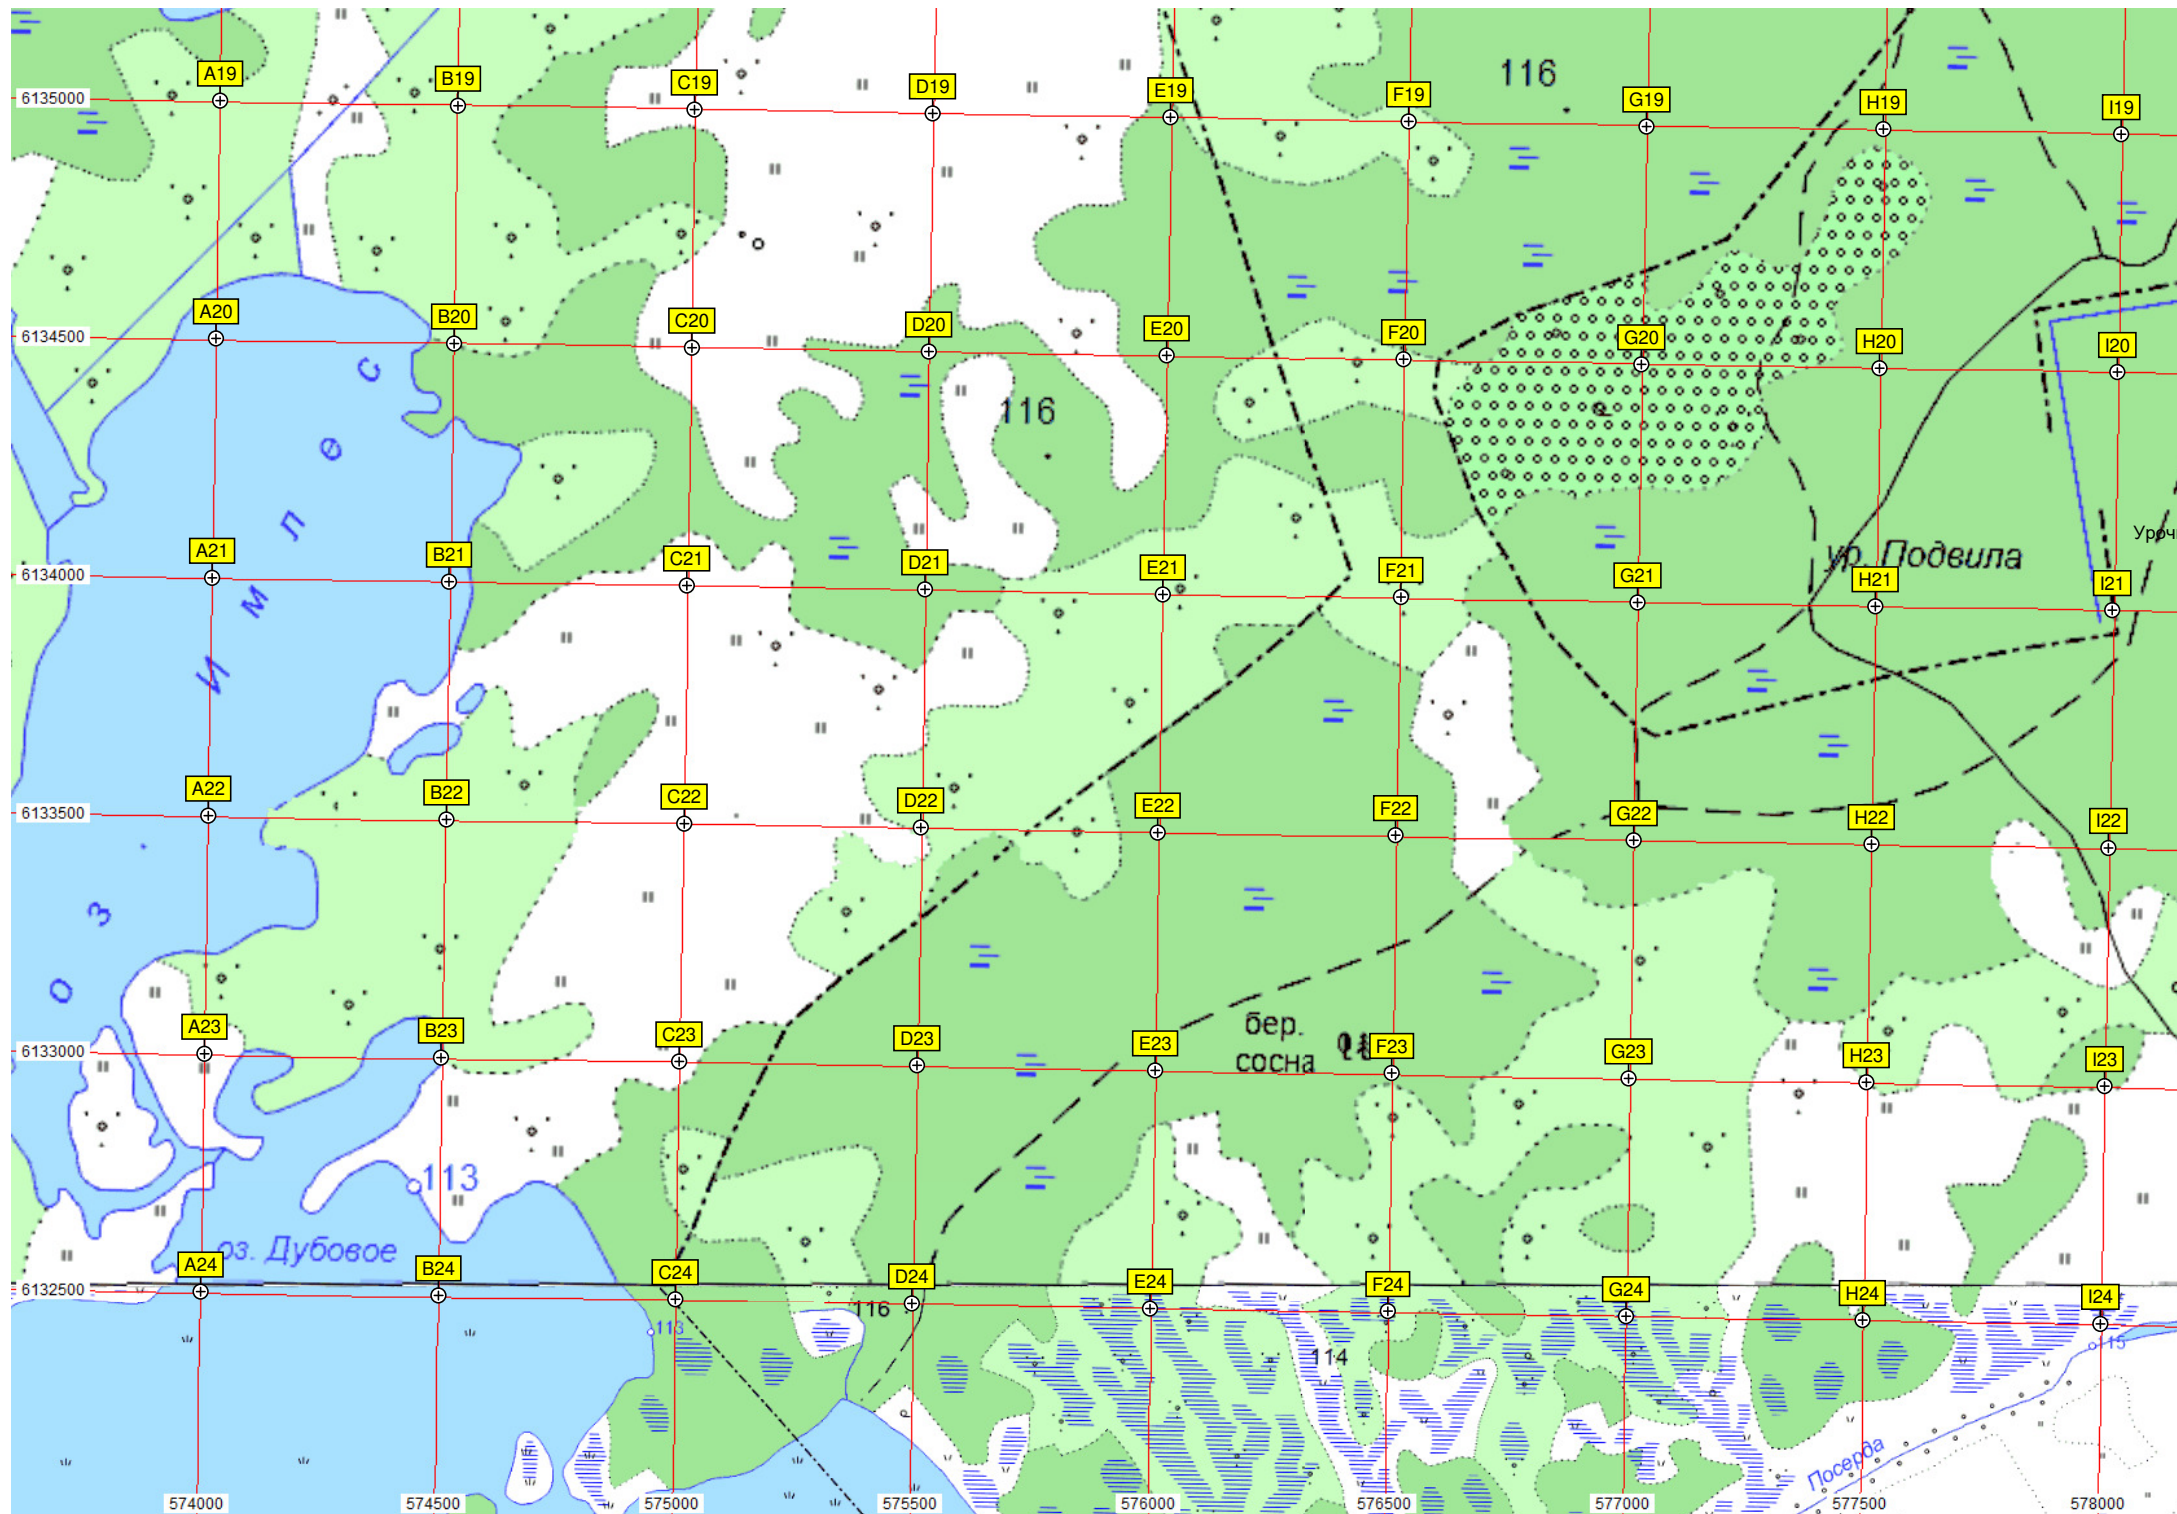 A19 B19 C19 D19 E19 F19 G19 H19 I19
116
6135000
A20 B20 C20 D20 E20 F20 G20 H20 I20
6134500
с
116
ө
п
м
и
A21 B21 C21 D21 E21 F21 G21 H21 I21
6134000
ур. Подвила
Уроч
A22 B22 C22 D22 E22 F22 G22 H22 I22
6133500
з
о
A23 B23 C23 D23 E23 F23 G23 H23 I23
6133000
бер.
сосна
113
оз. Дубовое
A24 B24 C24 D24 E24 F24 G24 H24 I24
6132500
116
113
114
115
Посерда
574000 574500 575000 575500 576000 576500 577000 577500 578000